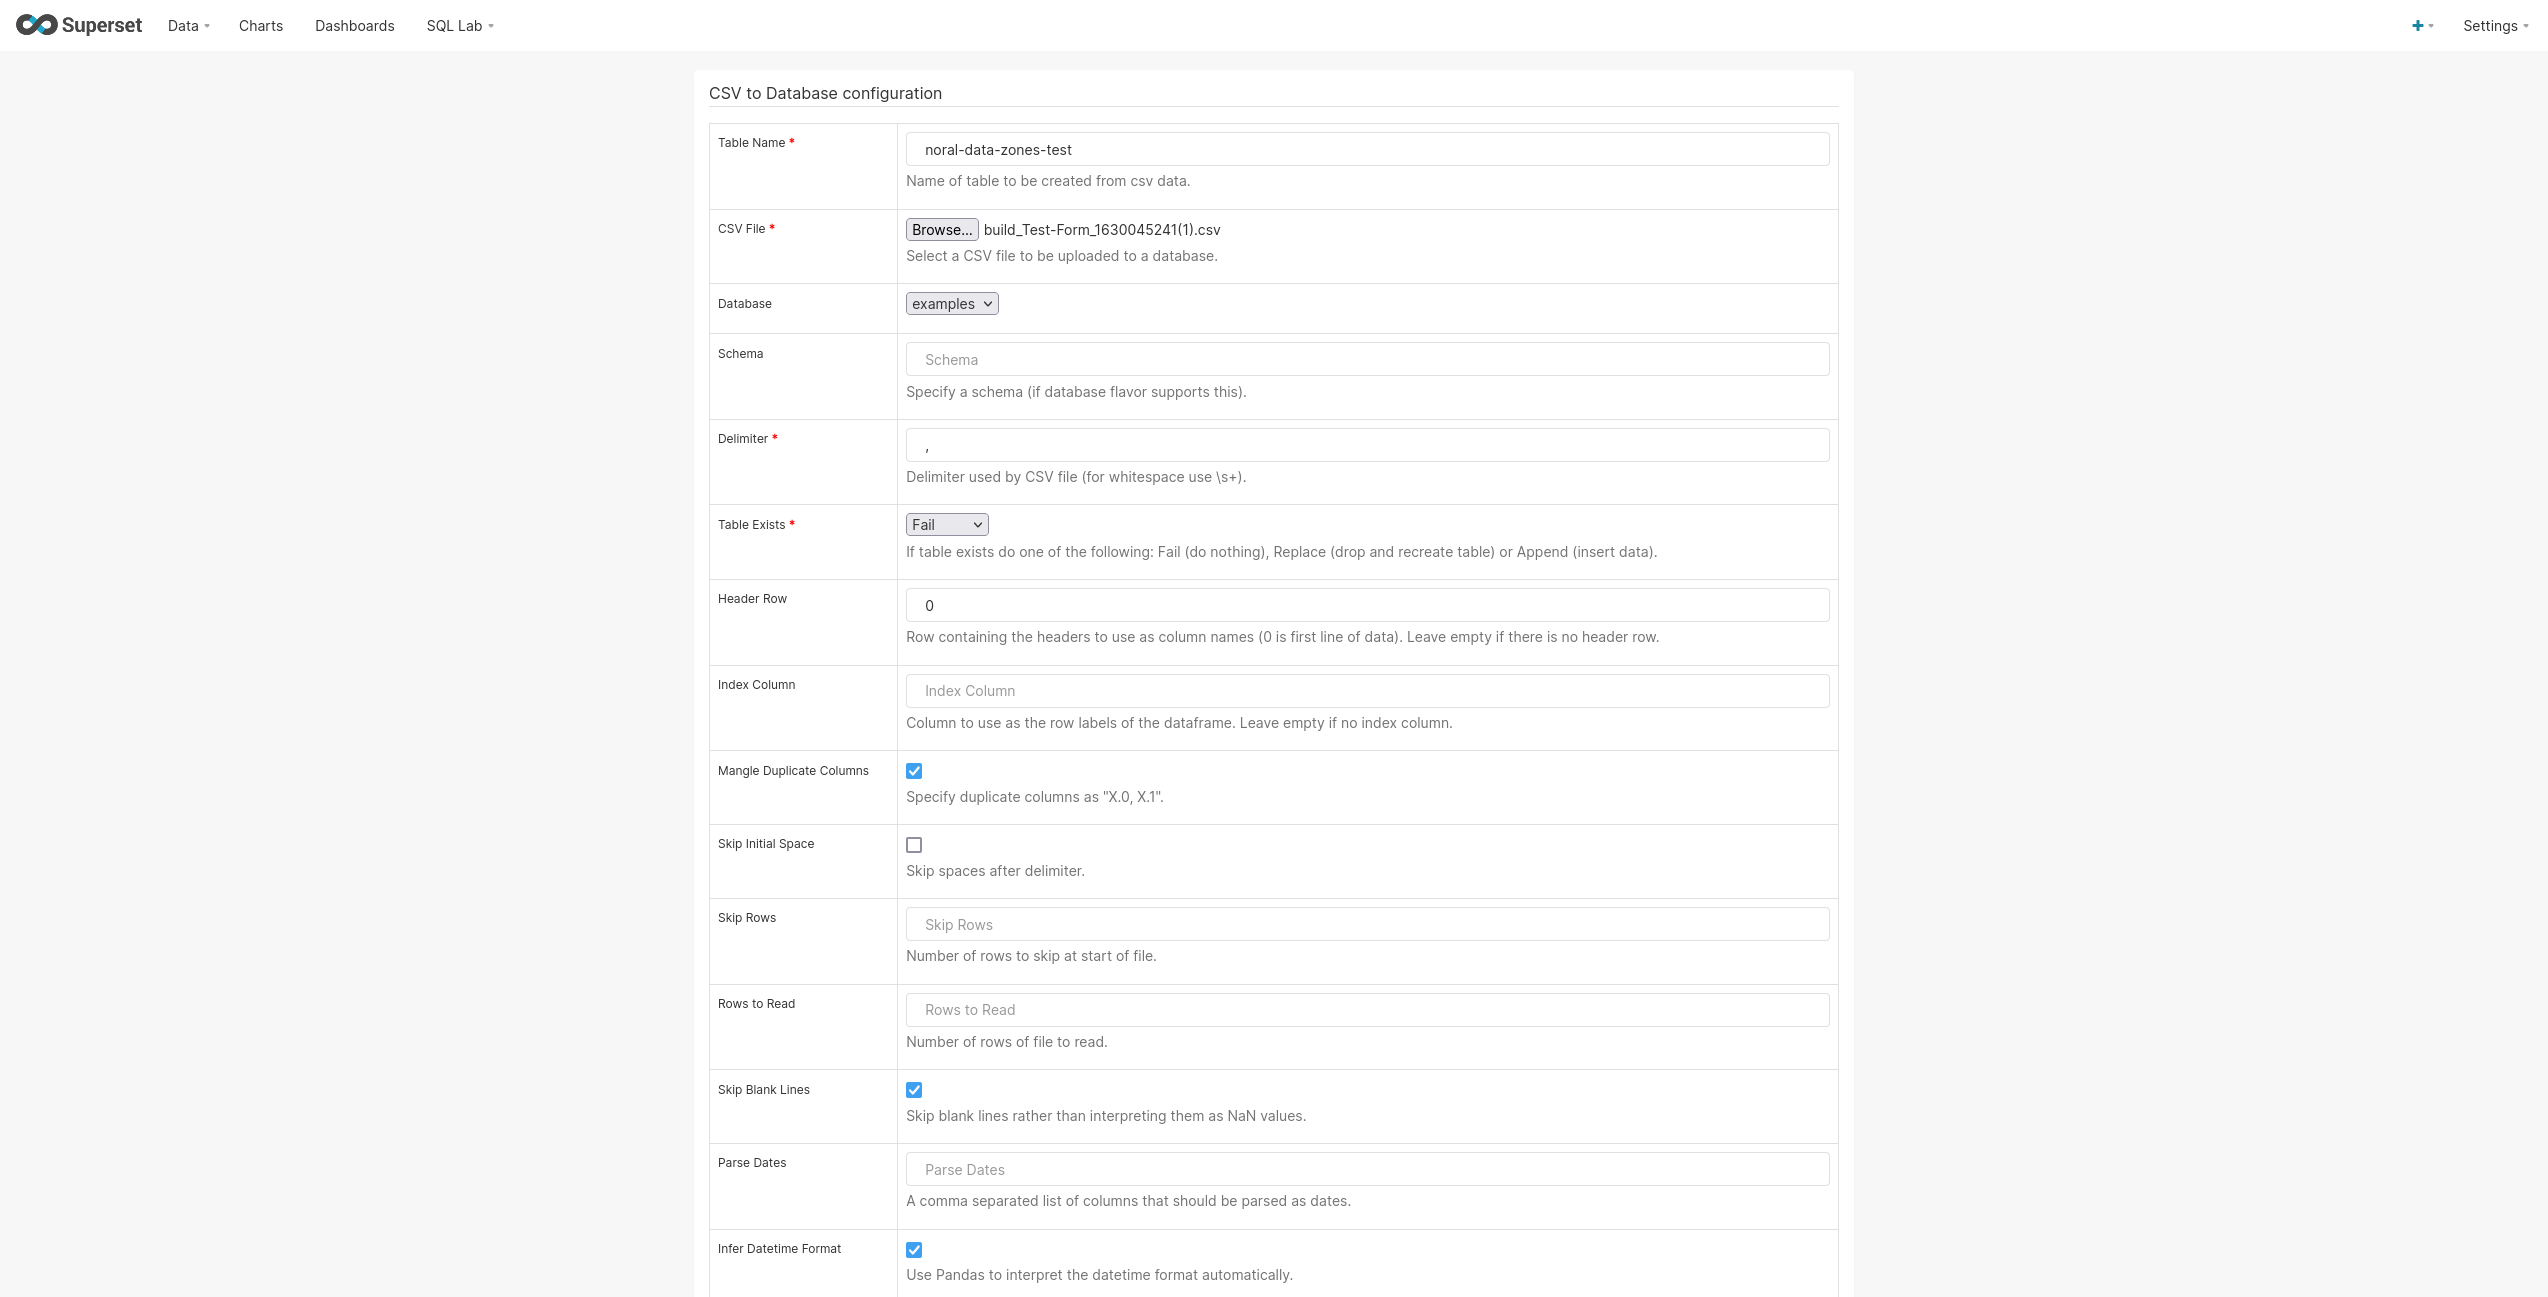 Superset Data Charts Dashboards SQL Lab + Settings
CSV to Database configuration
Table Name *
noral-data-zones-test
Name of table to be created from csv data.
CSV File *
Browse... build_Test-Form_1630045241(1).csv
Select a CSV file to be uploaded to a database.
Database
examples
Schema
Schema
Specify a schema (if database flavor supports this).
Delimiter *
,
Delimiter used by CSV file (for whitespace use \s+).
Table Exists *
Fail
If table exists do one of the following: Fail (do nothing), Replace (drop and recreate table) or Append (insert data).
Header Row
0
Row containing the headers to use as column names (0 is first line of data). Leave empty if there is no header row.
Index Column
Index Column
Column to use as the row labels of the dataframe. Leave empty if no index column.
Mangle Duplicate Columns
Specify duplicate columns as "X.0, X.1".
Skip Initial Space
Skip spaces after delimiter.
Skip Rows
Skip Rows
Number of rows to skip at start of file.
Rows to Read
Rows to Read
Number of rows of file to read.
Skip Blank Lines
Skip blank lines rather than interpreting them as NaN values.
Parse Dates
Parse Dates
A comma separated list of columns that should be parsed as dates.
Infer Datetime Format
Use Pandas to interpret the datetime format automatically.